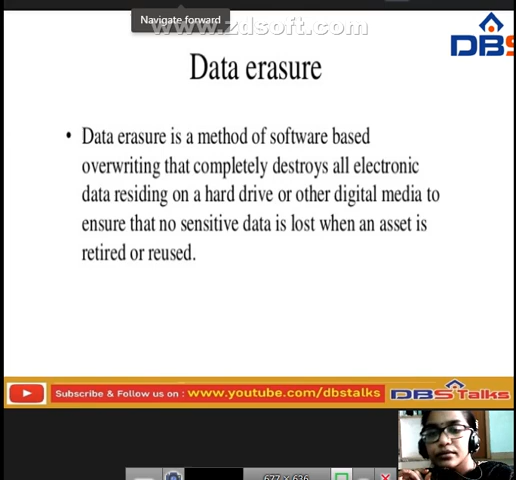 Navigate forward
www.zdsoft.com
DBS
Data erasure
• Data erasure is a method of software based
overwriting that completely destroys all electronic
data residing on a hard drive or other digital media to
ensure that no sensitive data is lost when an asset is
retired or reused.
Subscribe & Follow us on : www.youtube.com/dbstalks DBS Talks
677 × 636